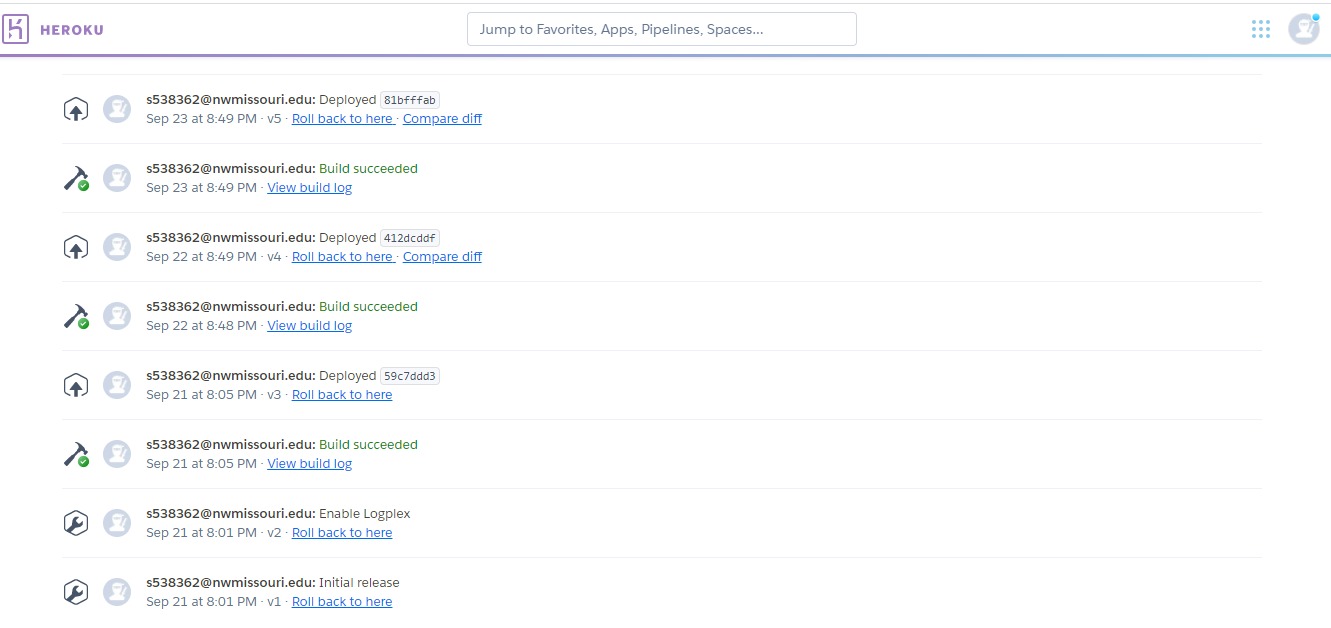 HEROKU
Jump to Favorites, Apps, Pipelines, Spaces...
s538362@nwmissouri.edu: Deployed 81bfffab
Sep 23 at 8:49 PM · v5 · Roll back to here · Compare diff
s538362@nwmissouri.edu: Build succeeded
Sep 23 at 8:49 PM · View build log
s538362@nwmissouri.edu: Deployed 412dcddf
Sep 22 at 8:49 PM · v4 · Roll back to here · Compare diff
s538362@nwmissouri.edu: Build succeeded
Sep 22 at 8:48 PM · View build log
s538362@nwmissouri.edu: Deployed 59c7ddd3
Sep 21 at 8:05 PM · v3 · Roll back to here
s538362@nwmissouri.edu: Build succeeded
Sep 21 at 8:05 PM · View build log
s538362@nwmissouri.edu: Enable Logplex
Sep 21 at 8:01 PM · v2 · Roll back to here
s538362@nwmissouri.edu: Initial release
Sep 21 at 8:01 PM · v1 · Roll back to here